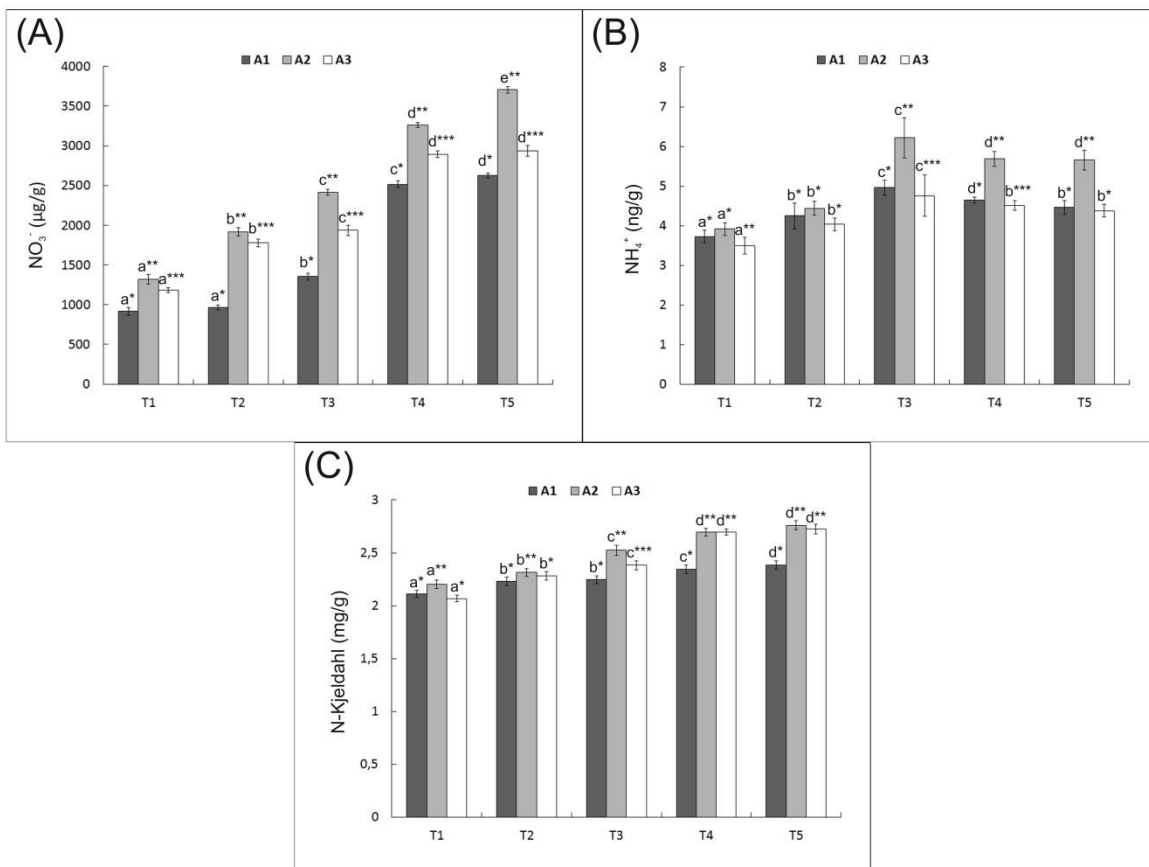 (A)
A1 A2 A3
NO₃⁻ (µg/g)
4000
3500
3000
2500
2000
1500
1000
500
0
a* a** a***
a* b** b***
b* c** c***
c* d** d***
d* e** d***
T1 T2 T3 T4 T5
(B)
A1 A2 A3
NH₄⁺ (ng/g)
8
7
6
5
4
3
2
1
0
a* a* a**
b* b* b*
c* c** c***
d* d** b***
b* d** b*
T1 T2 T3 T4 T5
(C)
A1 A2 A3
N-Kjeldahl (mg/g)
3
2,5
2
1,5
1
0,5
0
a* a** a*
b* b** b*
b* c** c***
c* d** d**
d* d** d**
T1 T2 T3 T4 T5